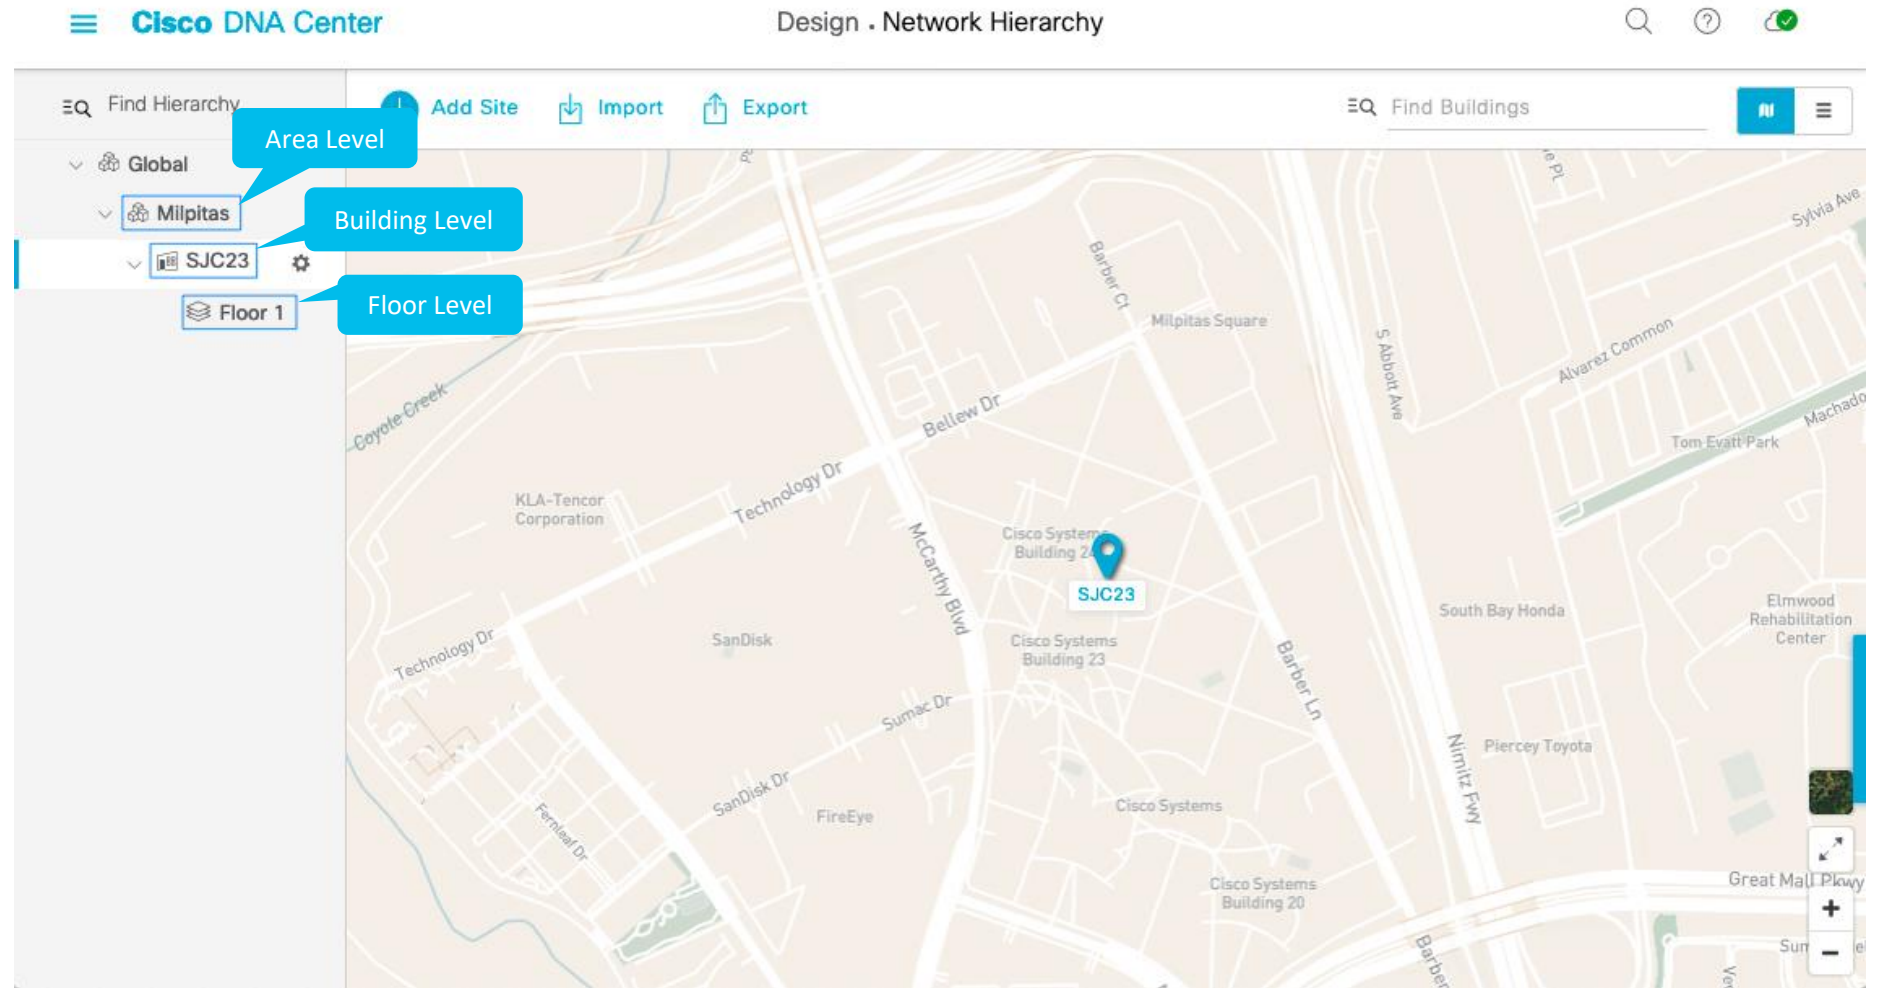 Cisco DNA Center
Design . Network Hierarchy
Find Hierarchy
Add Site
Import
Export
Find Buildings
Area Level
Global
Milpitas
Building Level
SJC23
Floor Level
Floor 1
Sylvia Ave
Barber Ct
Milpitas Square
S Abbott Ave
Alvarez Common
Machado
Coyote Creek
Bellew Dr
Tom Evatt Park
Technology Dr
KLA-Tencor
Corporation
McCarthy Blvd
Cisco Systems
Building 24
SJC23
Elmwood
Rehabilitation
Center
South Bay Honda
Technology Dr
SanDisk
Cisco Systems
Building 23
Barber Ln
Sumac Dr
Nimitz Fwy
Piercey Toyota
SanDisk Dr
Fernleaf Dr
FireEye
Cisco Systems
Cisco Systems
Building 20
Great Mall Pkwy
Barber